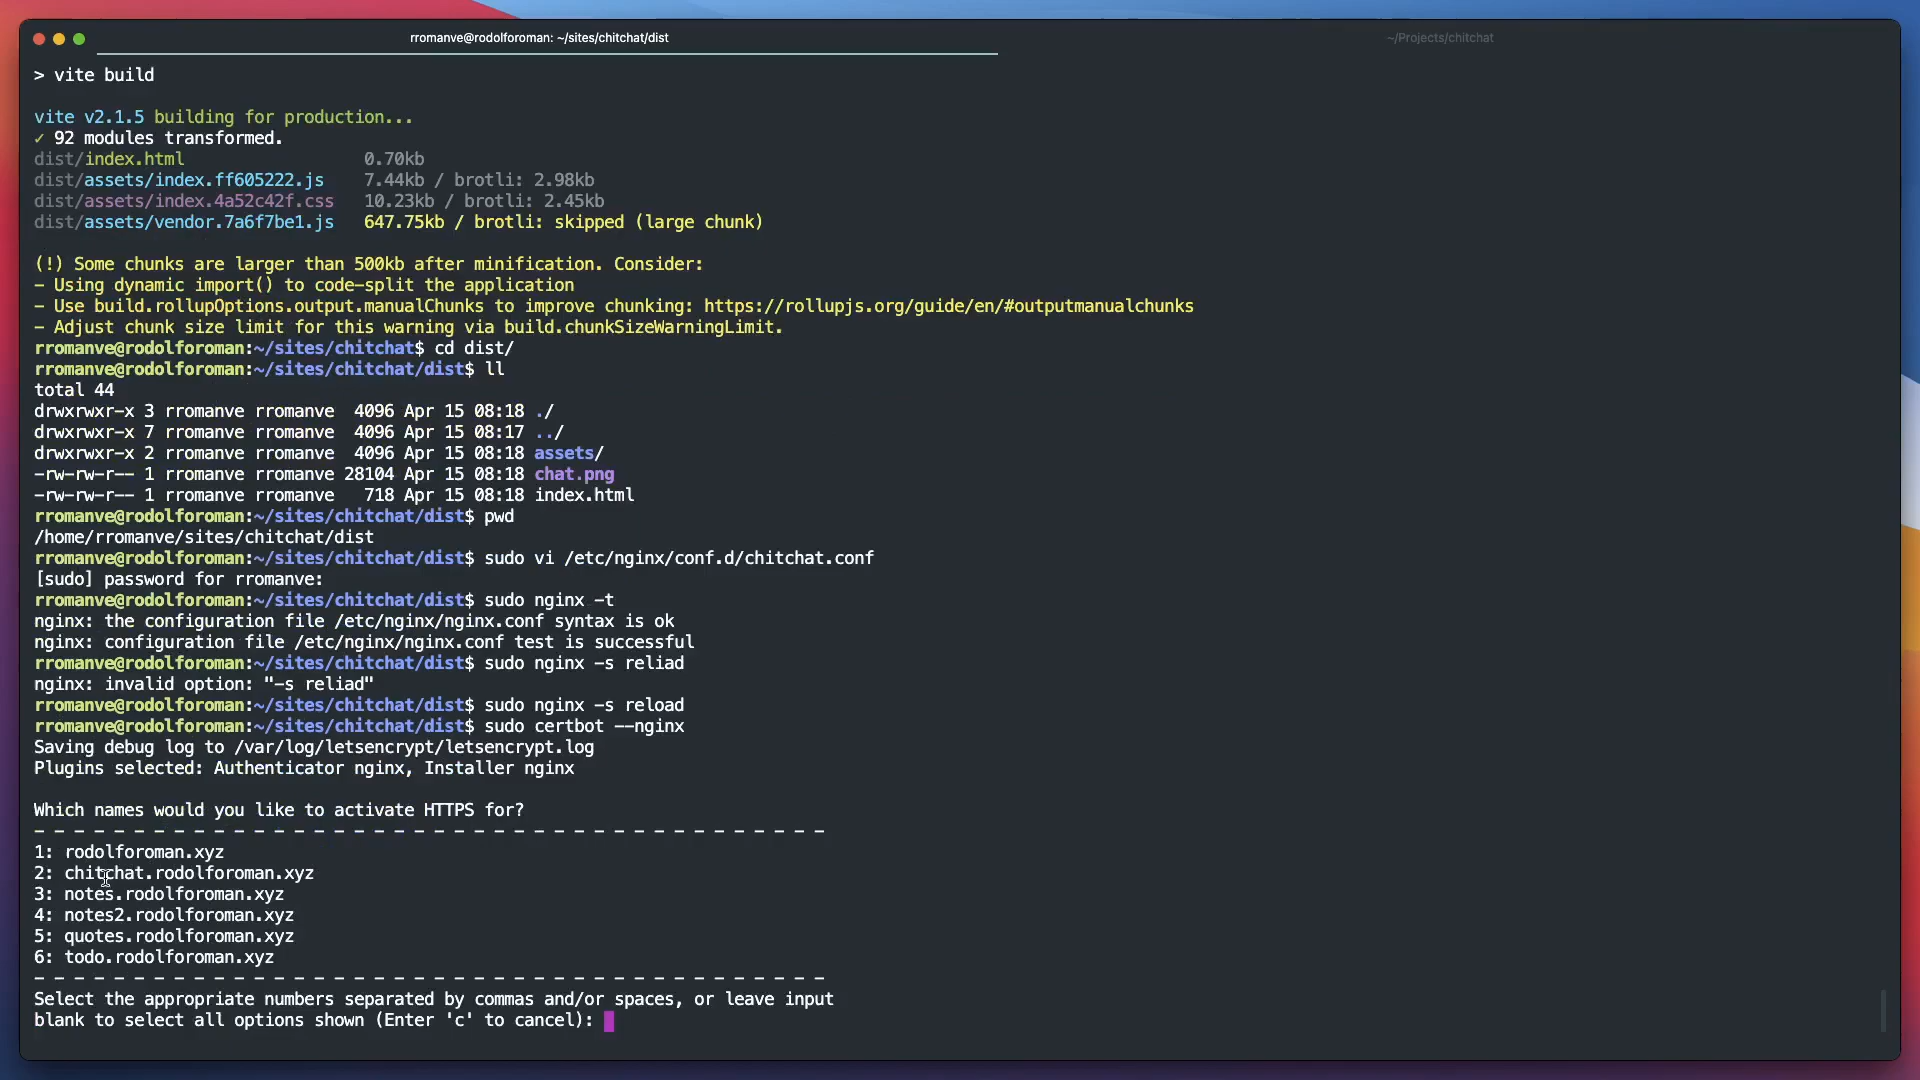 rromanve@rodolforoman: ~/sites/chitchat/dist
~/Projects/chitchat
> vite build
vite v2.1.5 building for production...
✓ 92 modules transformed.
dist/index.html 0.70kb
dist/assets/index.ff605222.js 7.44kb / brotli: 2.98kb
dist/assets/index.4a52c42f.css 10.23kb / brotli: 2.45kb
dist/assets/vendor.7a6f7be1.js 647.75kb / brotli: skipped (large chunk)
(!) Some chunks are larger than 500kb after minification. Consider:
- Using dynamic import() to code-split the application
- Use build.rollupOptions.output.manualChunks to improve chunking: https://rollupjs.org/guide/en/#outputmanualchunks
- Adjust chunk size limit for this warning via build.chunkSizeWarningLimit.
rromanve@rodolforoman:~/sites/chitchat$ cd dist/
rromanve@rodolforoman:~/sites/chitchat/dist$ ll
total 44
drwxrwxr-x 3 rromanve rromanve 4096 Apr 15 08:18 ./
drwxrwxr-x 7 rromanve rromanve 4096 Apr 15 08:17 ../
drwxrwxr-x 2 rromanve rromanve 4096 Apr 15 08:18 assets/
-rw-rw-r-- 1 rromanve rromanve 28104 Apr 15 08:18 chat.png
-rw-rw-r-- 1 rromanve rromanve 718 Apr 15 08:18 index.html
rromanve@rodolforoman:~/sites/chitchat/dist$ pwd
/home/rromanve/sites/chitchat/dist
rromanve@rodolforoman:~/sites/chitchat/dist$ sudo vi /etc/nginx/conf.d/chitchat.conf
[sudo] password for rromanve:
rromanve@rodolforoman:~/sites/chitchat/dist$ sudo nginx -t
nginx: the configuration file /etc/nginx/nginx.conf syntax is ok
nginx: configuration file /etc/nginx/nginx.conf test is successful
rromanve@rodolforoman:~/sites/chitchat/dist$ sudo nginx -s reliad
nginx: invalid option: "-s reliad"
rromanve@rodolforoman:~/sites/chitchat/dist$ sudo nginx -s reload
rromanve@rodolforoman:~/sites/chitchat/dist$ sudo certbot --nginx
Saving debug log to /var/log/letsencrypt/letsencrypt.log
Plugins selected: Authenticator nginx, Installer nginx
Which names would you like to activate HTTPS for?
- - - - - - - - - - - - - - - - - - - - - - - - - - - - - - - - - - - - - - - -
1: rodolforoman.xyz
2: chitchat.rodolforoman.xyz
3: notes.rodolforoman.xyz
4: notes2.rodolforoman.xyz
5: quotes.rodolforoman.xyz
6: todo.rodolforoman.xyz
- - - - - - - - - - - - - - - - - - - - - - - - - - - - - - - - - - - - - - - -
Select the appropriate numbers separated by commas and/or spaces, or leave input
blank to select all options shown (Enter 'c' to cancel):